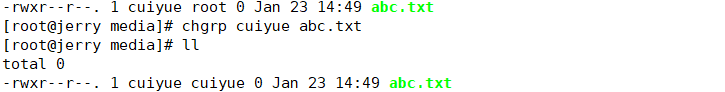 -rwxr--r--. 1 cuiyue root 0 Jan 23 14:49 abc.txt
[root@jerry media]# chgrp cuiyue abc.txt
[root@jerry media]# ll
total 0
-rwxr--r--. 1 cuiyue cuiyue 0 Jan 23 14:49 abc.txt